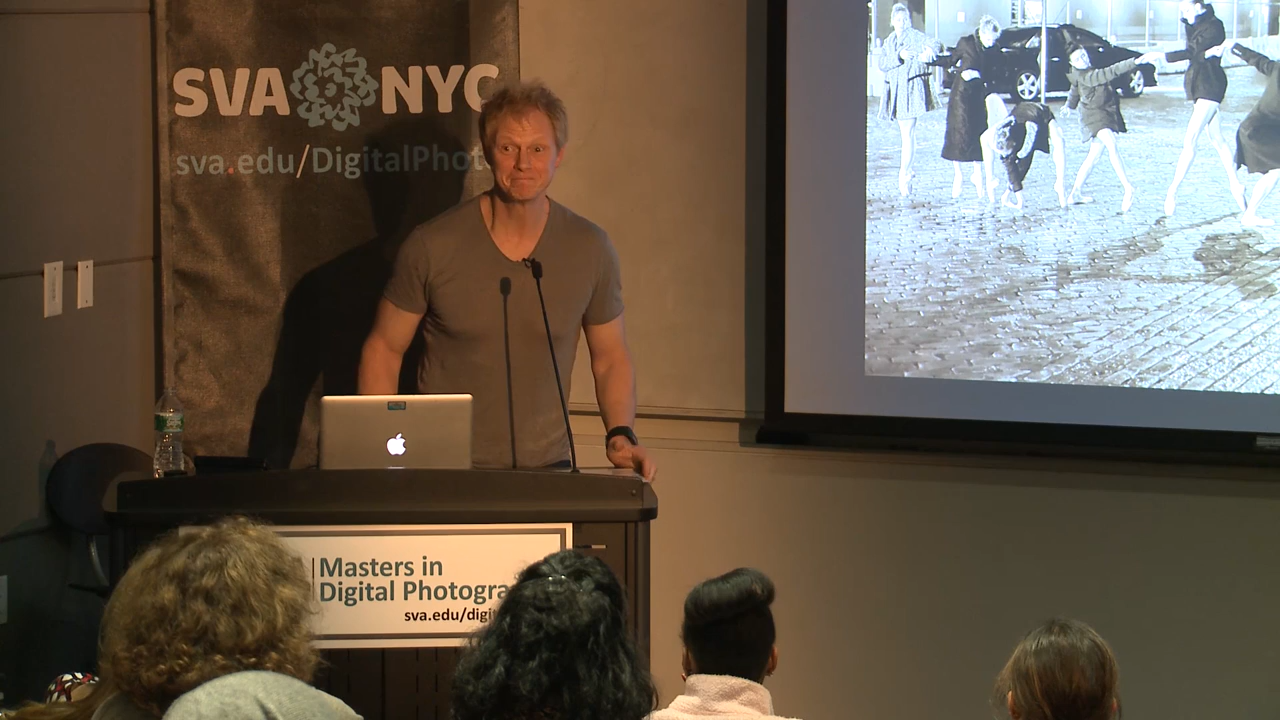 SVA NYC
sva.edu/DigitalPhot
Masters in
Digital Photogra
sva.edu/digi